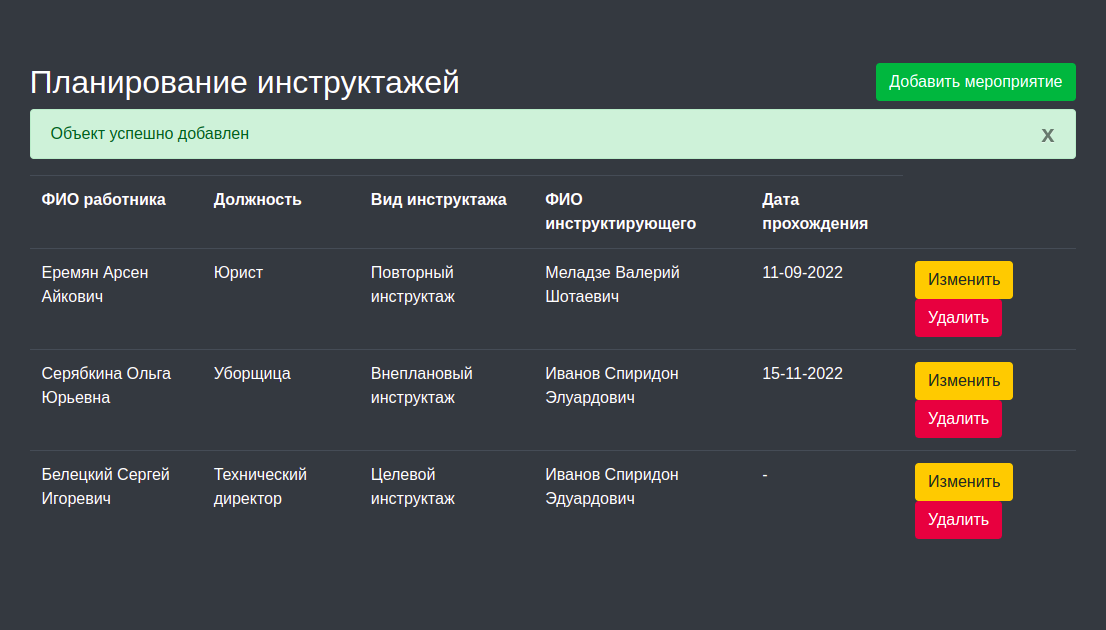 Планирование инструктажей
Добавить мероприятие
Объект успешно добавлен
x
ФИО работника
Должность
Вид инструктажа
ФИО
инструктирующего
Дата
прохождения
Еремян Арсен
Айкович
Юрист
Повторный
инструктаж
Меладзе Валерий
Шотаевич
11-09-2022
Изменить
Удалить
Серябкина Ольга
Юрьевна
Уборщица
Внеплановый
инструктаж
Иванов Спиридон
Элуардович
15-11-2022
Изменить
Удалить
Белецкий Сергей
Игоревич
Технический
директор
Целевой
инструктаж
Иванов Спиридон
Эдуардович
-
Изменить
Удалить